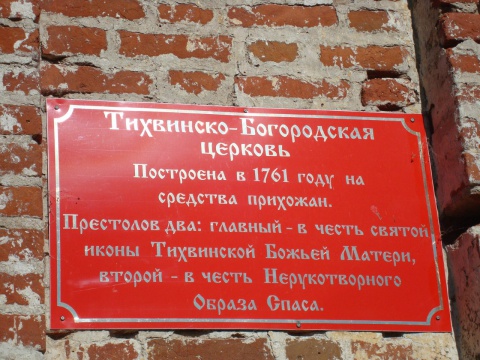 Тихвинско-Богородская
церковь
Построена в 1761 году на
средства прихожан.
Престолов два: главный - в честь святой
иконы Тихвинской Божьей Матери,
второй - в честь Нерукотворного
Образа Спаса.